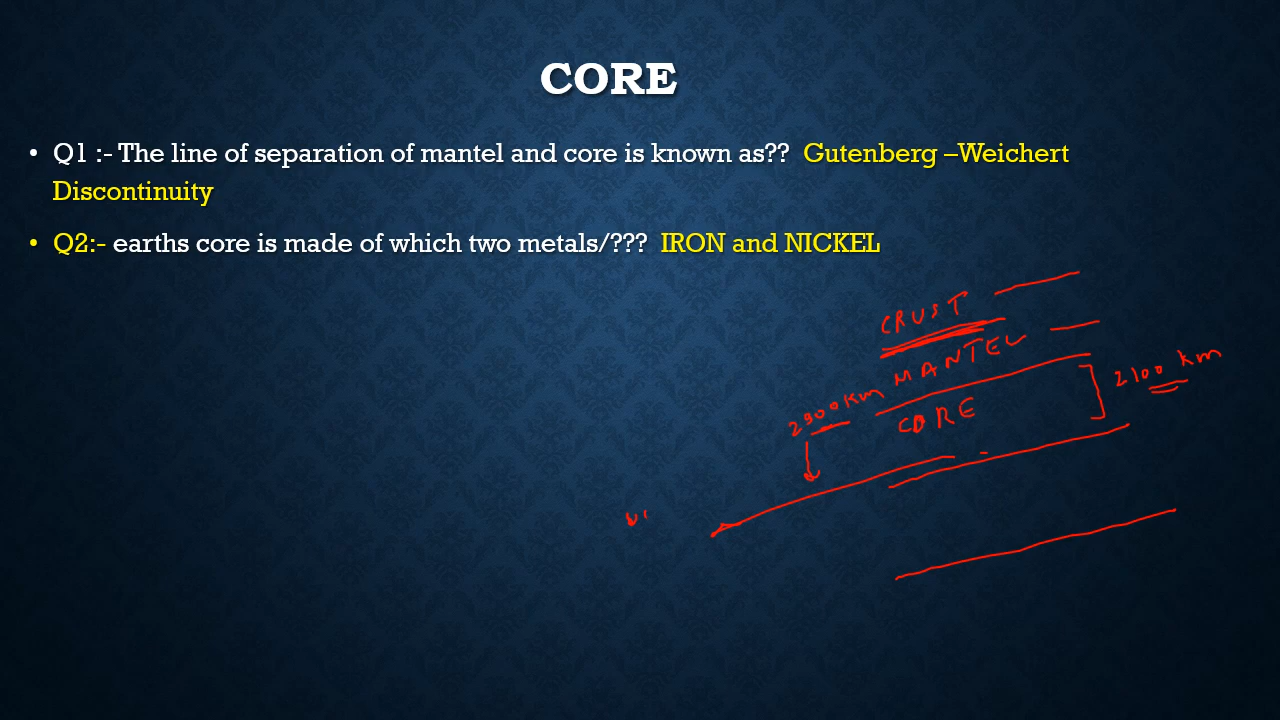 CORE
• Q1 :- The line of separation of mantel and core is known as?? Gutenberg –Weichert
Discontinuity
• Q2:- earths core is made of which two metals/??? IRON and NICKEL
CRUST
MANTEL
2900km
CORE
2100 km